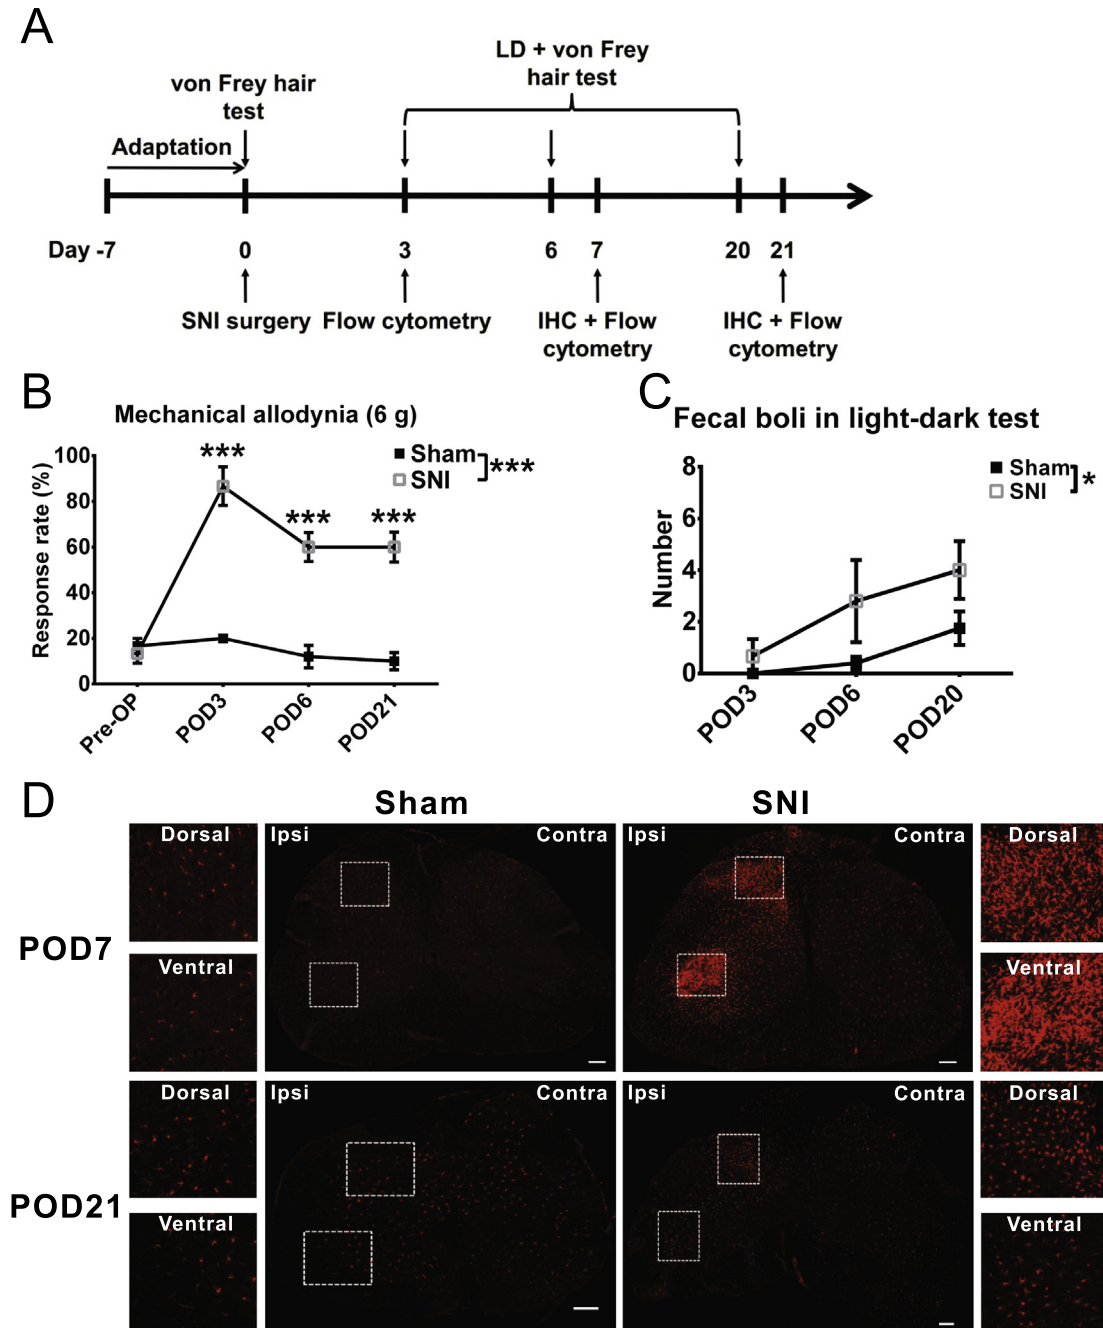 A
LD + von Frey
hair test
von Frey hair
test
Adaptation
Day -7 0 3 6 7 20 21
SNI surgery Flow cytometry IHC + Flow IHC + Flow
cytometry cytometry
B
Mechanical allodynia (6 g)
Response rate (%)
100
80
60
40
20
0
***
***
***
Sham
SNI
***
Pre-OP POD3 POD6 POD21
C
Fecal boli in light-dark test
Number
8
6
4
2
0
Sham
SNI
*
POD3 POD6 POD20
D
Sham SNI
POD7
Dorsal Ipsi Contra Ipsi Contra Dorsal
Ventral Ventral
POD21
Dorsal Ipsi Contra Ipsi Contra Dorsal
Ventral Ventral